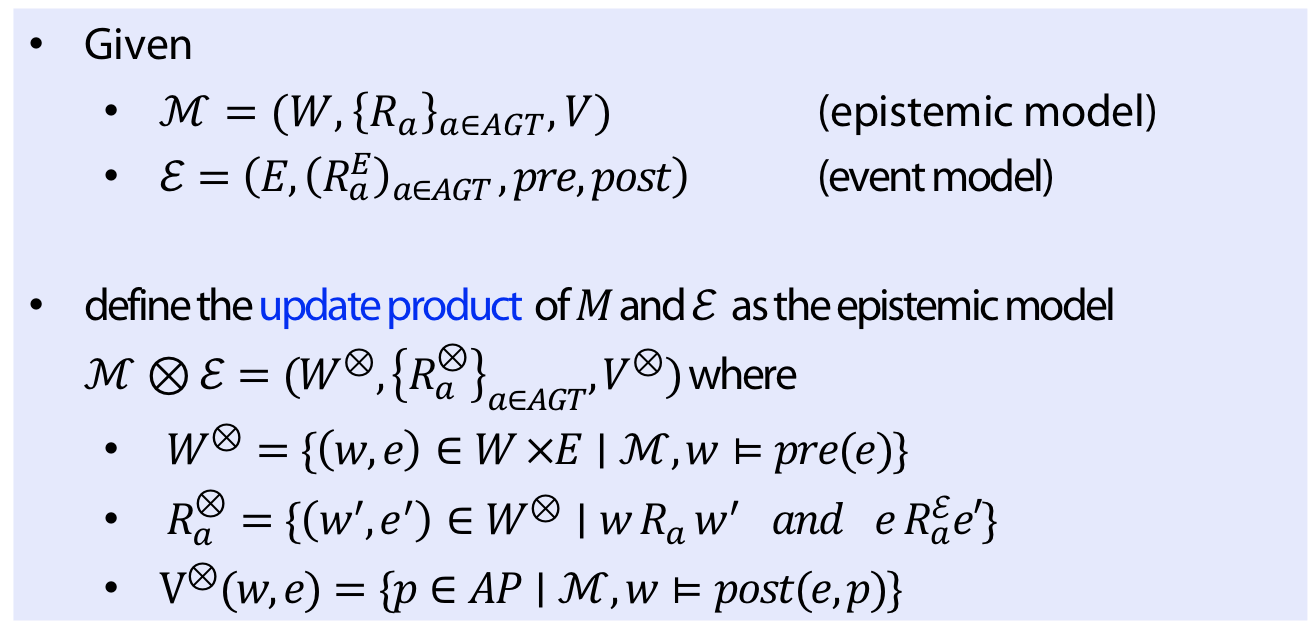 • Given
• ℳ = (W, {R_a}_{a∈AGT}, V) (epistemic model)
• ℰ = (E, (R_a^E)_{a∈AGT}, pre, post) (event model)
• define the update product of M and ℰ as the epistemic model
ℳ ⊗ ℰ = (W^⊗, {R_a^⊗}_{a∈AGT}, V^⊗) where
• W^⊗ = {(w, e) ∈ W ×E | ℳ, w ⊨ pre(e)}
• R_a^⊗ = {(w′, e′) ∈ W^⊗ | w R_a w′ and e R_a^ℰ e′}
• V^⊗(w, e) = {p ∈ AP | ℳ, w ⊨ post(e, p)}